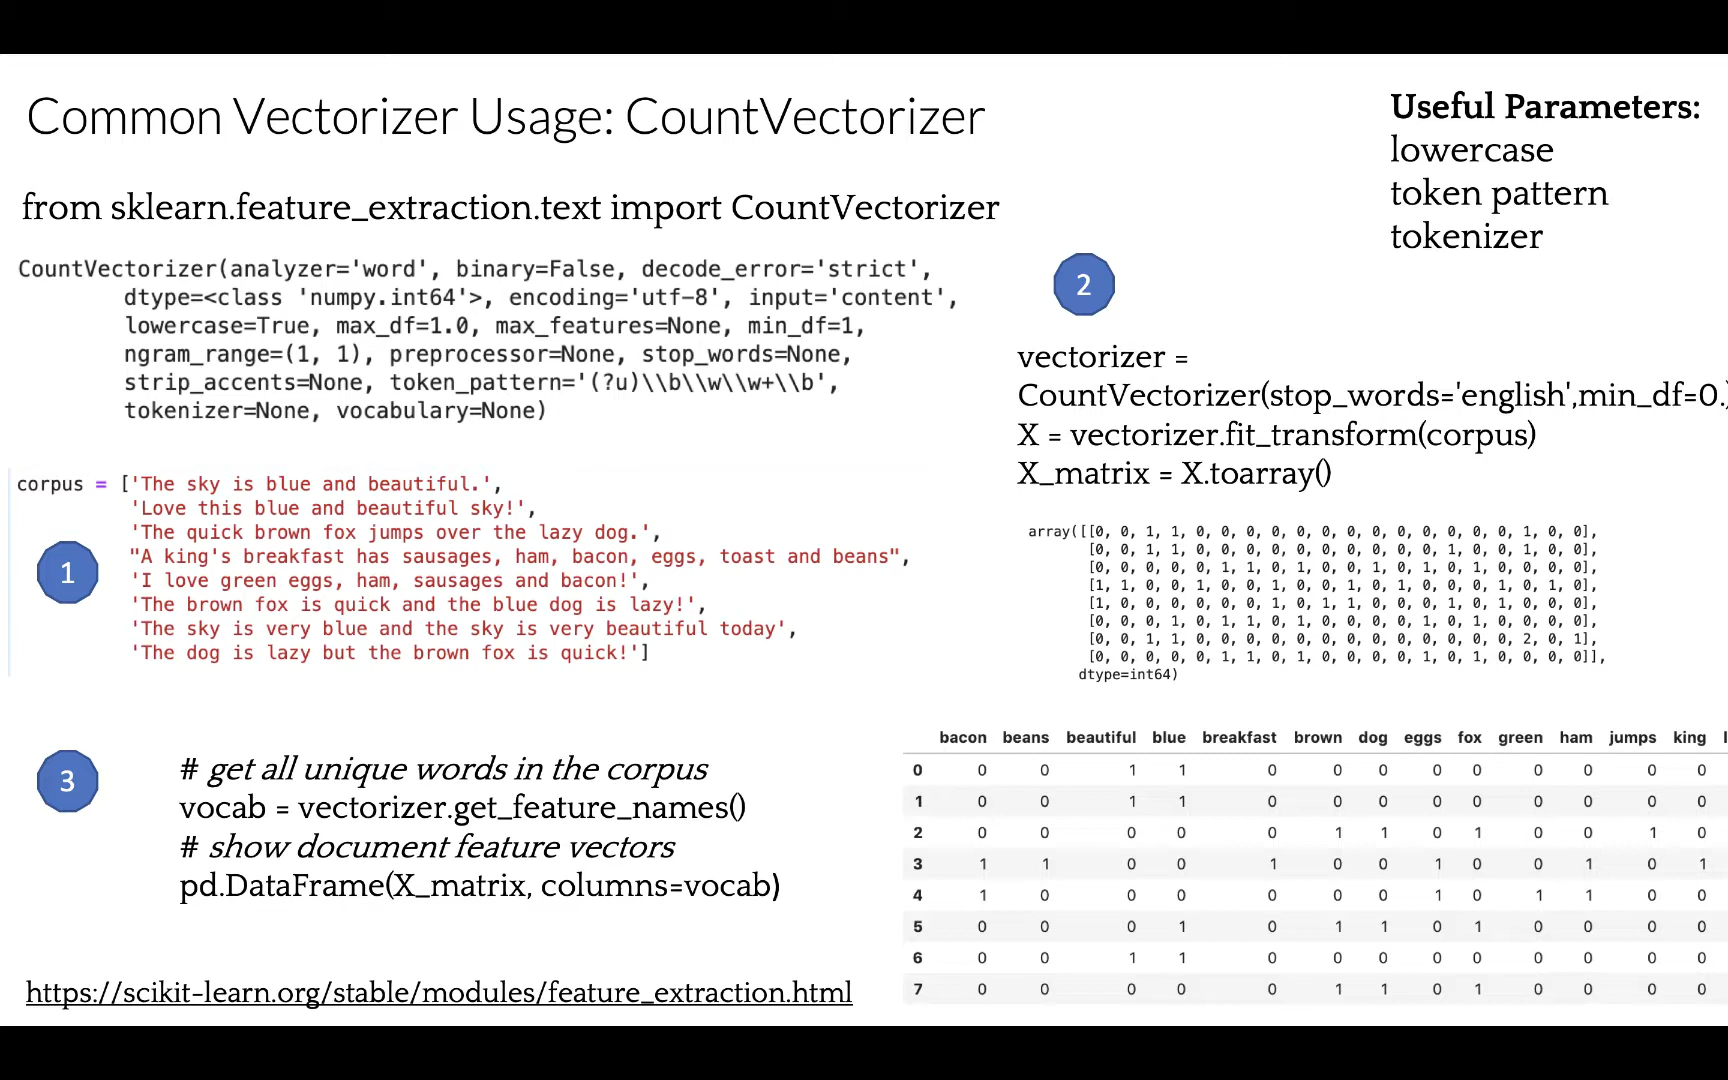 Common Vectorizer Usage: CountVectorizer
Useful Parameters:
lowercase
token pattern
tokenizer
from sklearn.feature_extraction.text import CountVectorizer
CountVectorizer(analyzer='word', binary=False, decode_error='strict',
dtype=<class 'numpy.int64'>, encoding='utf-8', input='content',
lowercase=True, max_df=1.0, max_features=None, min_df=1,
ngram_range=(1, 1), preprocessor=None, stop_words=None,
strip_accents=None, token_pattern='(?u)\\b\\w\\w+\\b',
tokenizer=None, vocabulary=None)
1
corpus = ['The sky is blue and beautiful.',
'Love this blue and beautiful sky!',
'The quick brown fox jumps over the lazy dog.',
"A king's breakfast has sausages, ham, bacon, eggs, toast and beans",
'I love green eggs, ham, sausages and bacon!',
'The brown fox is quick and the blue dog is lazy!',
'The sky is very blue and the sky is very beautiful today',
'The dog is lazy but the brown fox is quick!']
2
vectorizer =
CountVectorizer(stop_words='english',min_df=0.)
X = vectorizer.fit_transform(corpus)
X_matrix = X.toarray()
array([[0, 0, 1, 1, 0, 0, 0, 0, 0, 0, 0, 0, 0, 0, 0, 0, 0, 1, 0, 0],
[0, 0, 1, 1, 0, 0, 0, 0, 0, 0, 0, 0, 0, 0, 1, 0, 0, 1, 0, 0],
[0, 0, 0, 0, 0, 1, 1, 0, 1, 0, 0, 1, 0, 1, 0, 1, 0, 0, 0, 0],
[1, 1, 0, 0, 1, 0, 0, 1, 0, 0, 1, 0, 1, 0, 0, 0, 1, 0, 1, 0],
[1, 0, 0, 0, 0, 0, 0, 1, 0, 1, 1, 0, 0, 0, 1, 0, 1, 0, 0, 0],
[0, 0, 0, 1, 0, 1, 1, 0, 1, 0, 0, 0, 0, 1, 0, 1, 0, 0, 0, 0],
[0, 0, 1, 1, 0, 0, 0, 0, 0, 0, 0, 0, 0, 0, 0, 0, 0, 2, 0, 1],
[0, 0, 0, 0, 0, 1, 1, 0, 1, 0, 0, 0, 0, 1, 0, 1, 0, 0, 0, 0]],
dtype=int64)
3
# get all unique words in the corpus
vocab = vectorizer.get_feature_names()
# show document feature vectors
pd.DataFrame(X_matrix, columns=vocab)
bacon beans beautiful blue breakfast brown dog eggs fox green ham jumps king
0 0 0 1 1 0 0 0 0 0 0 0 0 0
1 0 0 1 1 0 0 0 0 0 0 0 0 0
2 0 0 0 0 0 1 1 0 1 0 0 1 0
3 1 1 0 0 1 0 0 1 0 0 1 0 1
4 1 0 0 0 0 0 0 1 0 1 1 0 0
5 0 0 0 1 0 1 1 0 1 0 0 0 0
6 0 0 1 1 0 0 0 0 0 0 0 0 0
7 0 0 0 0 0 1 1 0 1 0 0 0 0
https://scikit-learn.org/stable/modules/feature_extraction.html